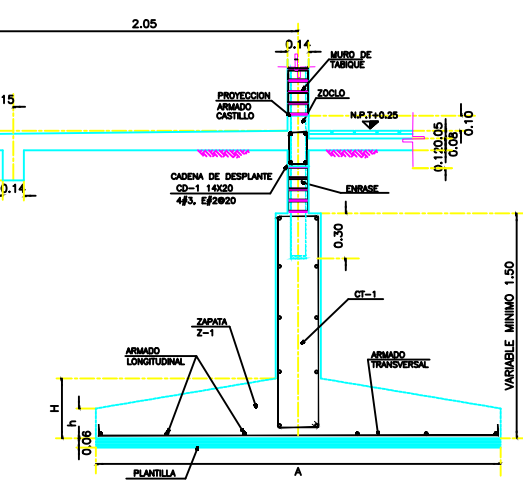 2.05
0.14
MURO DE
TABIQUE
PROYECCION
ARMADO
CASTILLO
ZOCLO
N.P.T+0.25
0.10
0.05
0.08
0.12
15
0.14
CADENA DE DESPLANTE
CD-1 14X20
4#3, E#2@20
ENRASE
0.30
CT-1
VARIABLE MINIMO 1.50
ZAPATA
Z-1
ARMADO
LONGITUDINAL
ARMADO
TRANSVERSAL
H
h
0.06
PLANTILLA
A